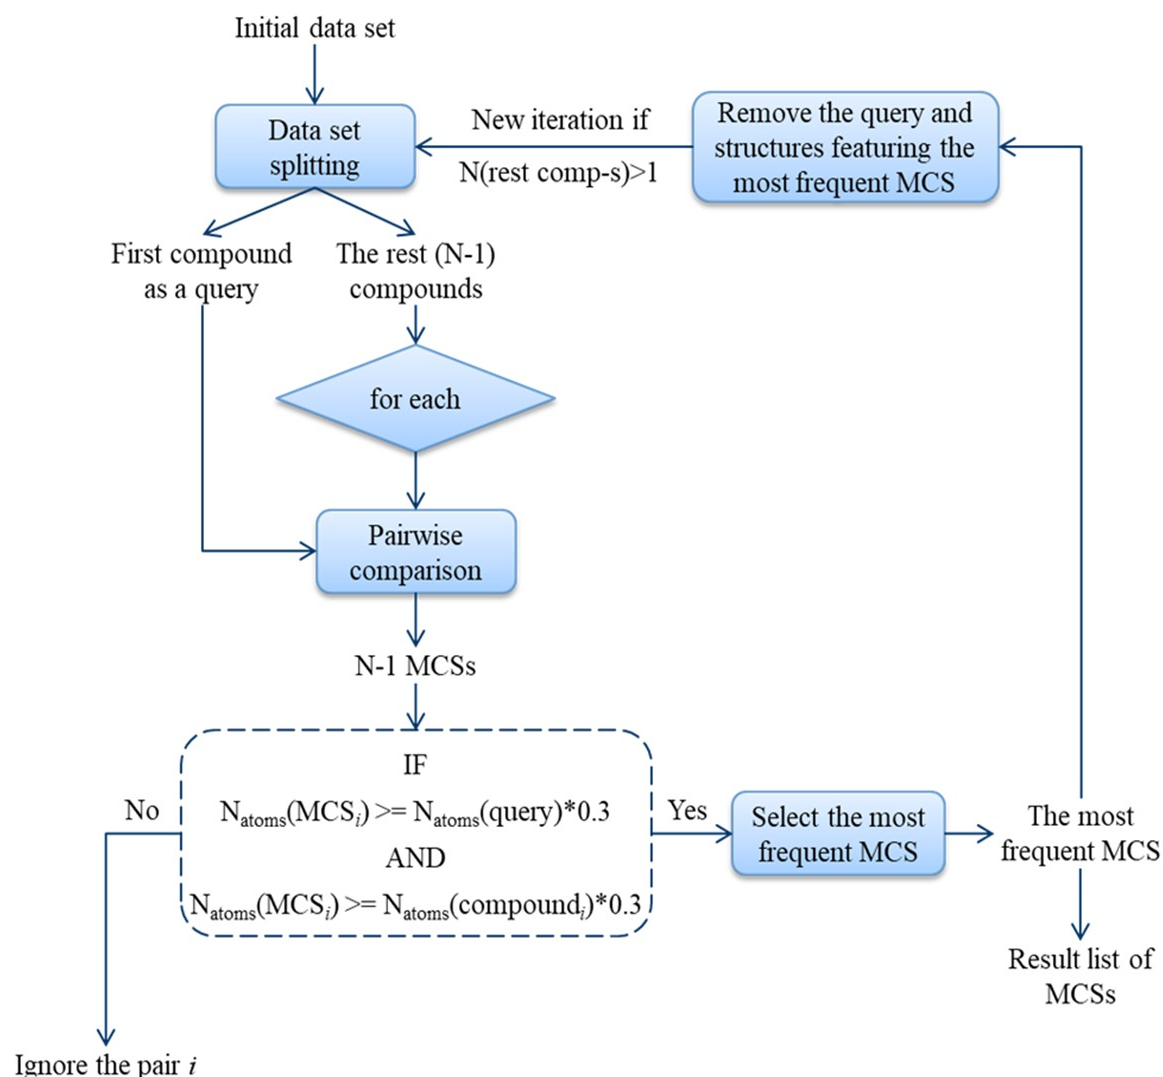 Initial data set
Data set
splitting
New iteration if
N(rest comp-s)>1
Remove the query and
structures featuring the
most frequent MCS
First compound
as a query
The rest (N-1)
compounds
for each
Pairwise
comparison
N-1 MCSs
IF
Natoms(MCSi) >= Natoms(query)*0.3
AND
Natoms(MCSi) >= Natoms(compoundi)*0.3
No
Yes
Select the most
frequent MCS
The most
frequent MCS
Result list of
MCSs
Ignore the pair i